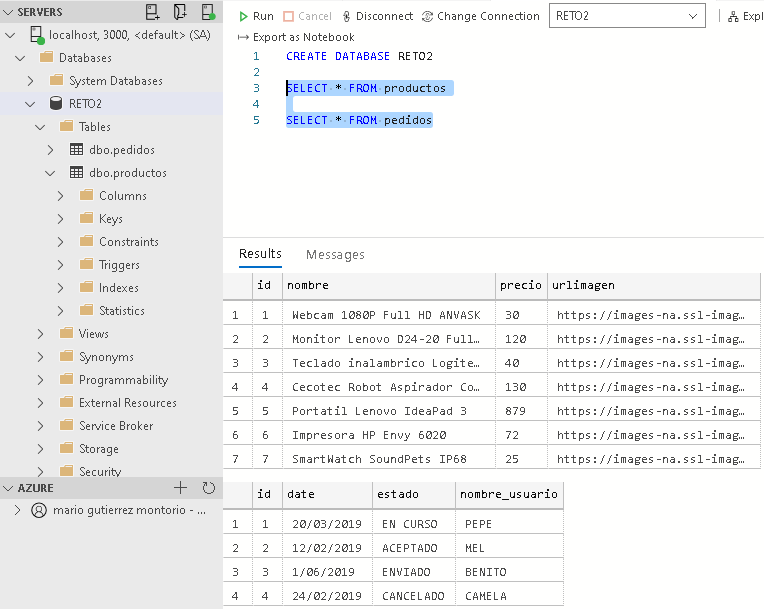 SERVERS
localhost, 3000, <default> (SA)
Databases
System Databases
RETO2
Tables
dbo.pedidos
dbo.productos
Columns
Keys
Constraints
Triggers
Indexes
Statistics
Views
Synonyms
Programmability
External Resources
Service Broker
Storage
Security
AZURE
mario gutierrez montorio - ...
Run Cancel Disconnect Change Connection RETO2 Expl
Export as Notebook
1 CREATE DATABASE RETO2
2
3 SELECT * FROM productos
4
5 SELECT * FROM pedidos
Results Messages
id nombre precio urlimagen
1 1 Webcam 1080P Full HD ANVASK 30 https://images-na.ssl-imag…
2 2 Monitor Lenovo D24-20 Full… 120 https://images-na.ssl-imag…
3 3 Teclado inalambrico Logite… 40 https://images-na.ssl-imag…
4 4 Cecotec Robot Aspirador Co… 130 https://images-na.ssl-imag…
5 5 Portatil Lenovo IdeaPad 3 879 https://images-na.ssl-imag…
6 6 Impresora HP Envy 6020 72 https://images-na.ssl-imag…
7 7 SmartWatch SoundPets IP68 25 https://images-na.ssl-imag…
id date estado nombre_usuario
1 1 20/03/2019 EN CURSO PEPE
2 2 12/02/2019 ACEPTADO MEL
3 3 1/06/2019 ENVIADO BENITO
4 4 24/02/2019 CANCELADO CAMELA